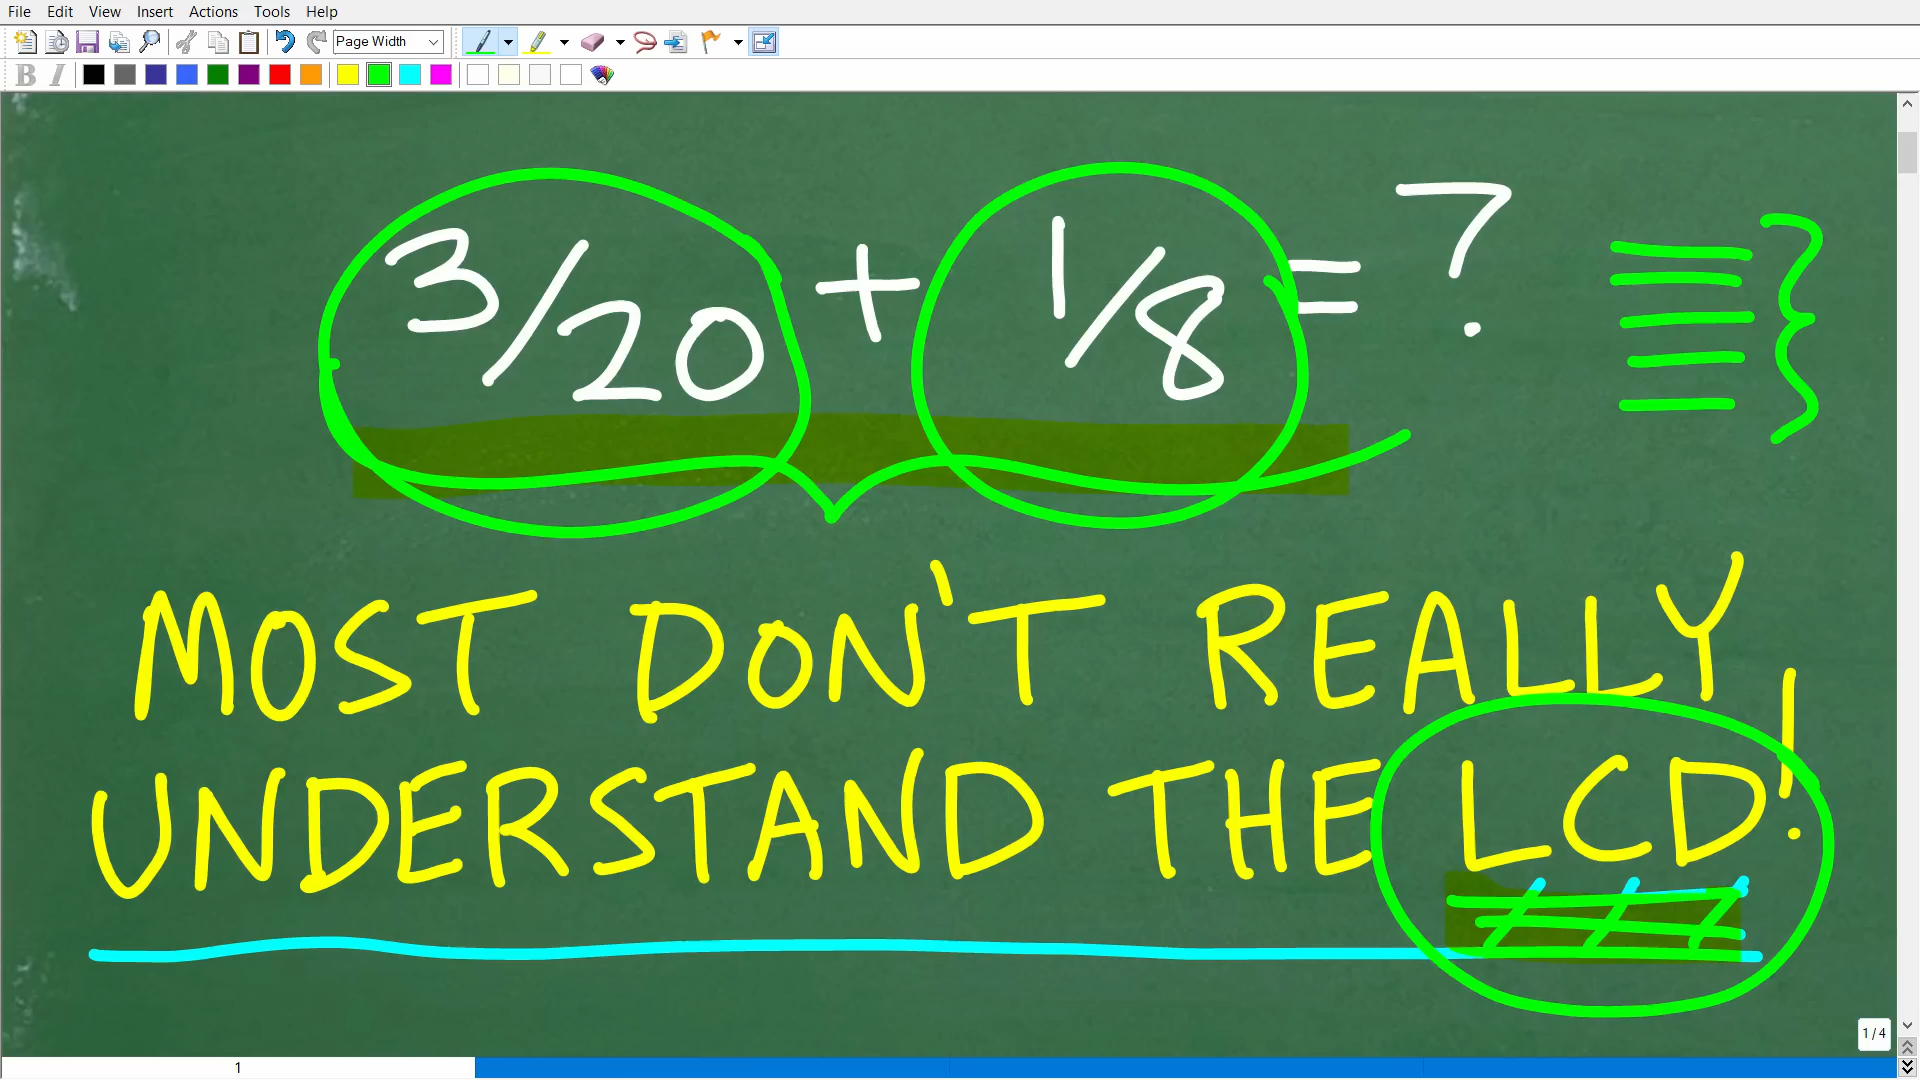 File Edit View Insert Actions Tools Help
Page Width
B I
3/20 + 1/8 = ?
MOST DON'T REALLY
UNDERSTAND THE LCD!
1 / 4
1